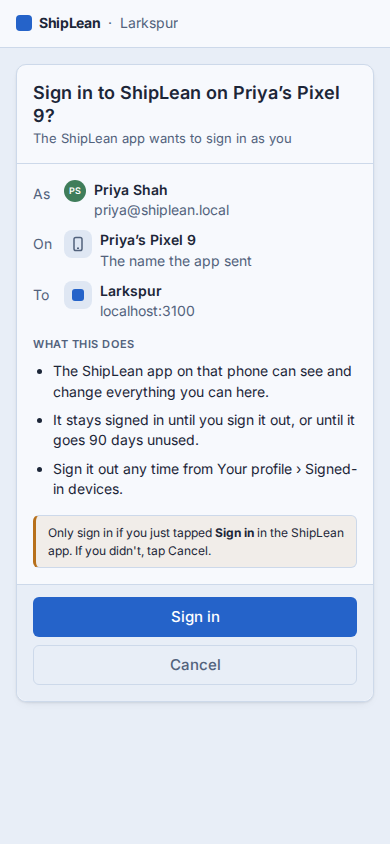 ShipLean · Larkspur
Sign in to ShipLean on Priya’s Pixel
9?
The ShipLean app wants to sign in as you
As PS Priya Shah
priya@shiplean.local
On Priya’s Pixel 9
The name the app sent
To Larkspur
localhost:3100
WHAT THIS DOES
• The ShipLean app on that phone can see and
change everything you can here.
• It stays signed in until you sign it out, or until it
goes 90 days unused.
• Sign it out any time from Your profile › Signed-
in devices.
Only sign in if you just tapped Sign in in the ShipLean
app. If you didn't, tap Cancel.
Sign in
Cancel